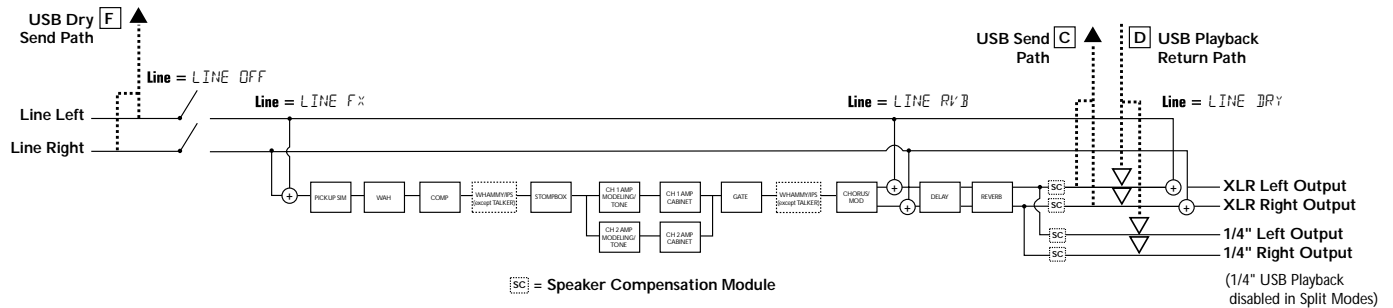 USB Dry F
Send Path
USB Send C
Path
D USB Playback
Return Path
Line = LINE OFF
Line = LINE FX
Line = LINE RVB
Line = LINE DRY
Line Left
Line Right
+
PICKUP SIM
WAH
COMP
WHAMMY/IPS
(except TALKER)
STOMPBOX
CH 1 AMP
MODELING/
TONE
CH 1 AMP
CABINET
CH 2 AMP
MODELING/
TONE
CH 2 AMP
CABINET
GATE
WHAMMY/IPS
(except TALKER)
CHORUS/
MOD
+
+
DELAY
REVERB
SC
SC
SC
SC
+
+
XLR Left Output
XLR Right Output
1/4" Left Output
1/4" Right Output
(1/4" USB Playback
disabled in Split Modes)
SC = Speaker Compensation Module